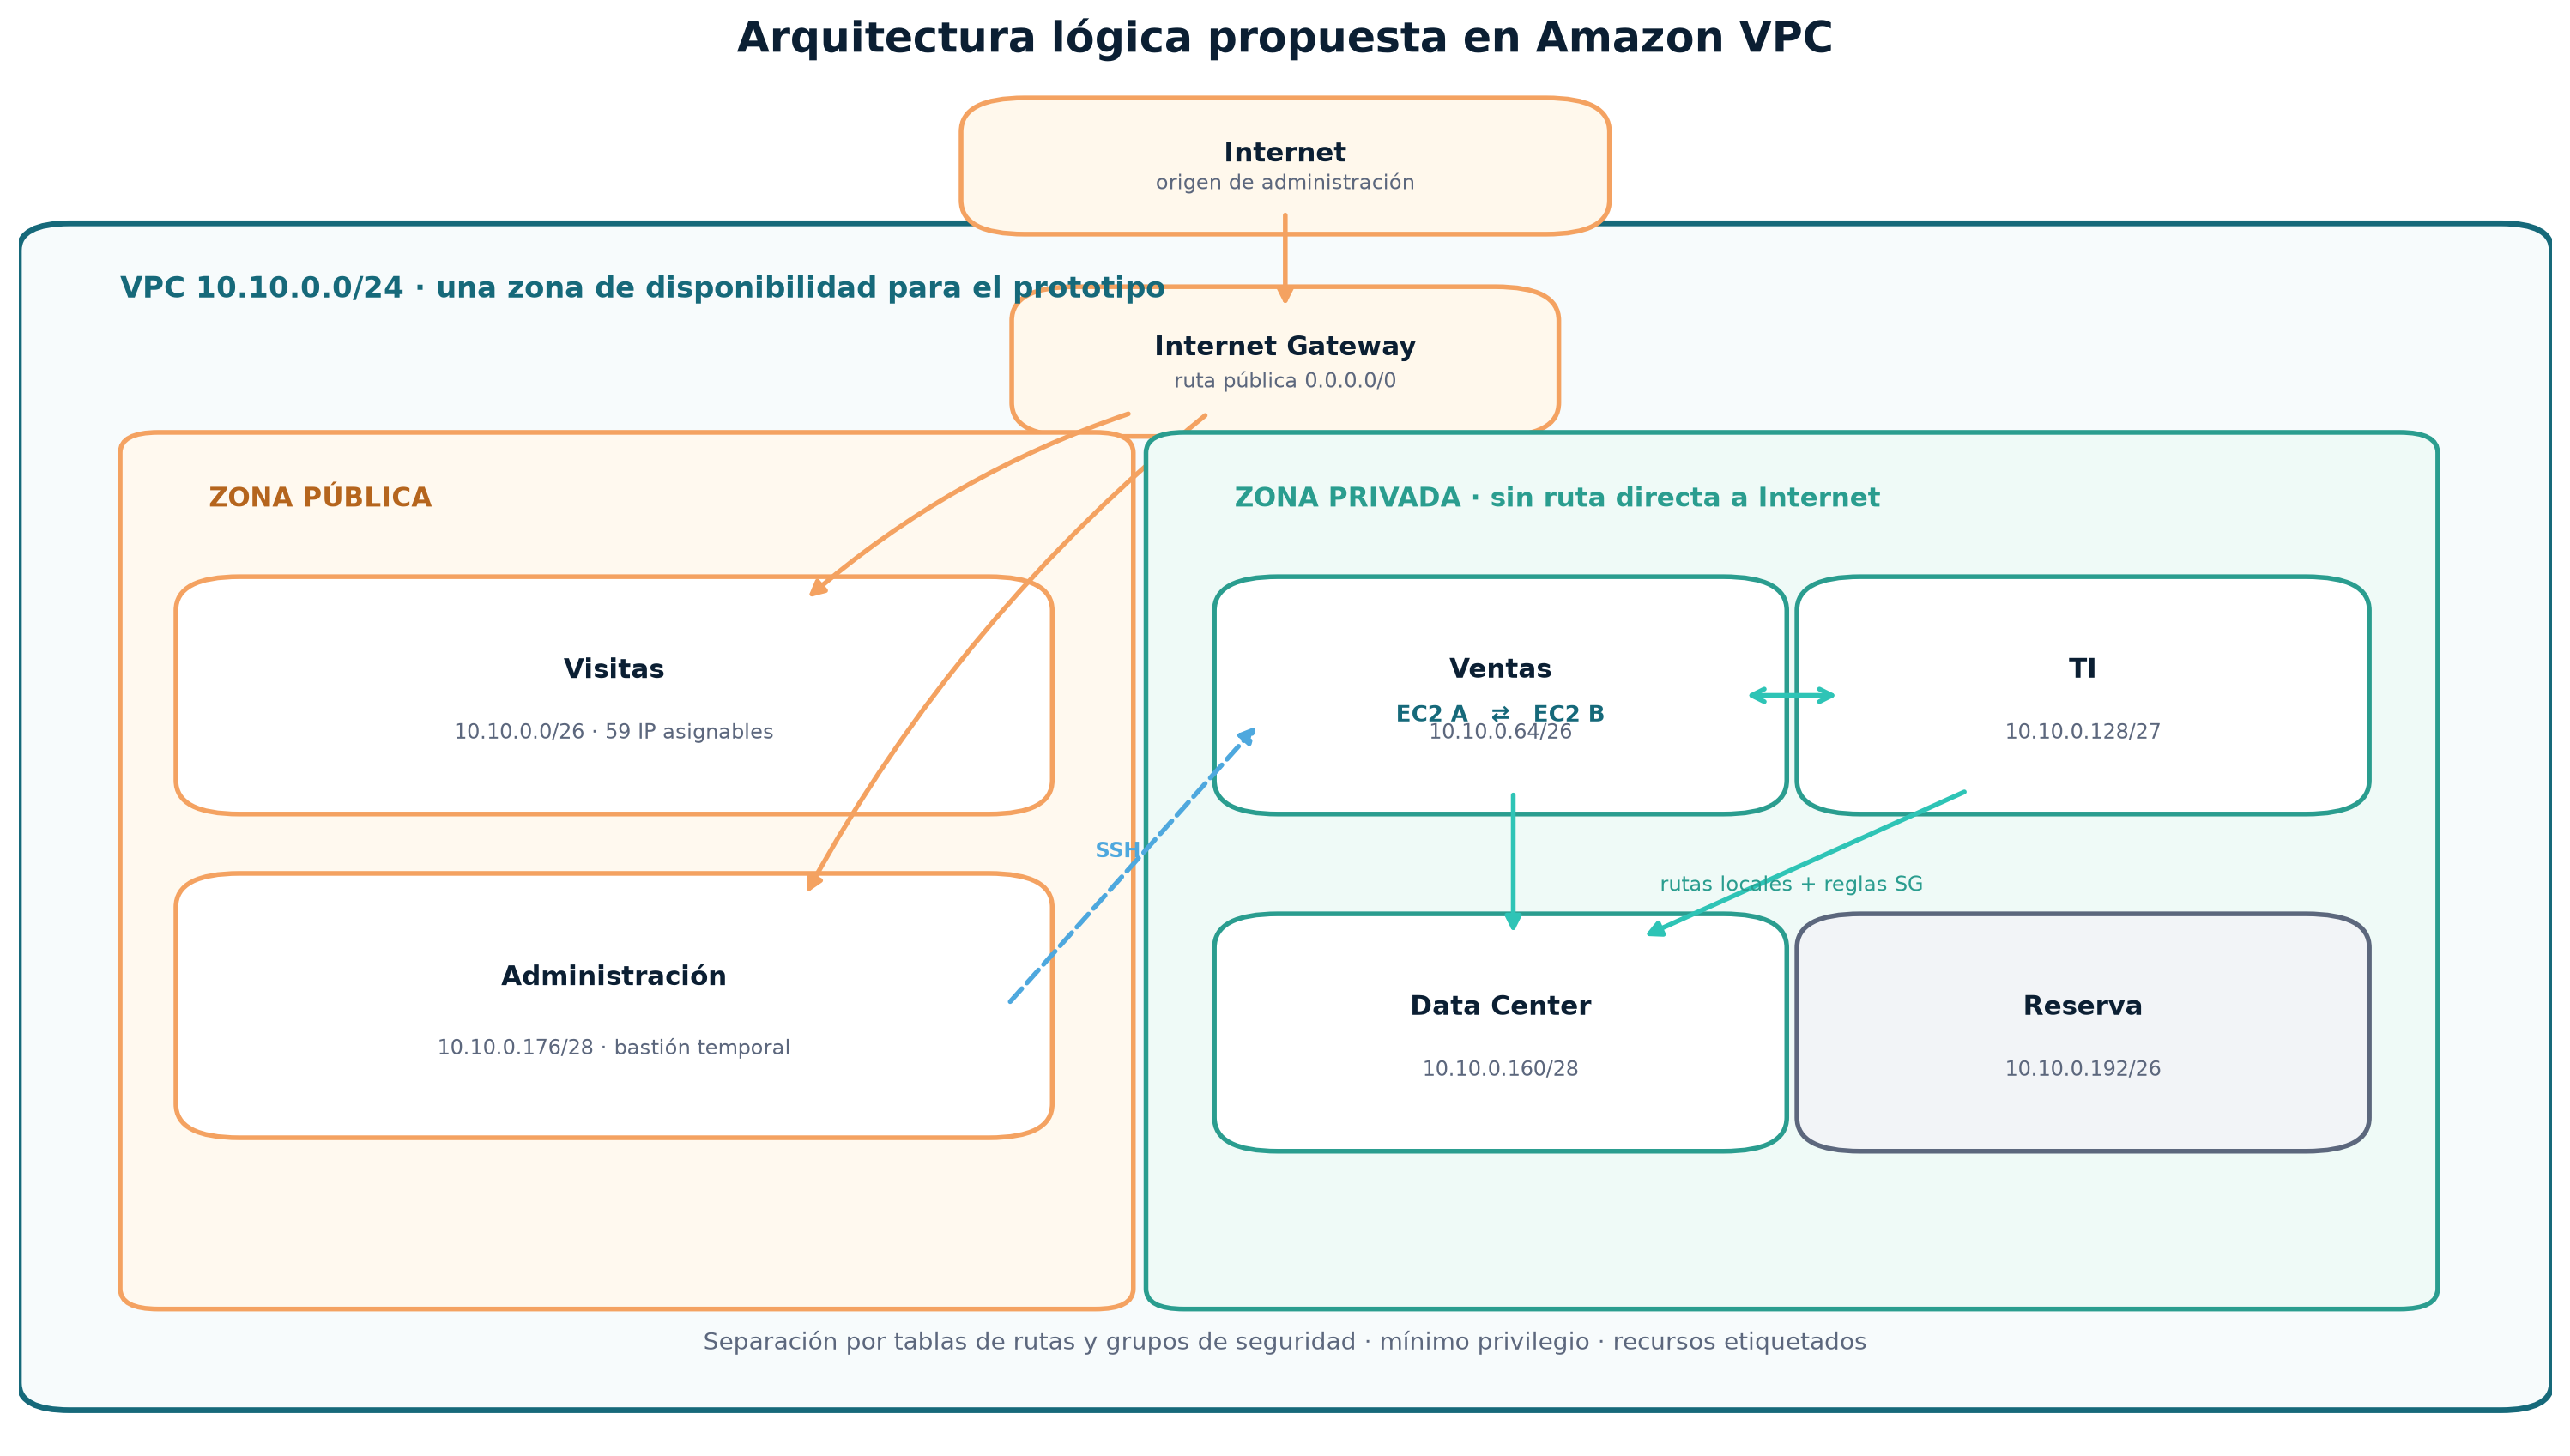 Arquitectura lógica propuesta en Amazon VPC
Internet
origen de administración
VPC 10.10.0.0/24 · una zona de disponibilidad para el prototipo
Internet Gateway
ruta pública 0.0.0.0/0
ZONA PÚBLICA
Visitas
10.10.0.0/26 · 59 IP asignables
Administración
10.10.0.176/28 · bastión temporal
SSH
ZONA PRIVADA · sin ruta directa a Internet
Ventas
EC2 A ⇄ EC2 B
10.10.0.64/26
TI
10.10.0.128/27
rutas locales + reglas SG
Data Center
10.10.0.160/28
Reserva
10.10.0.192/26
Separación por tablas de rutas y grupos de seguridad · mínimo privilegio · recursos etiquetados